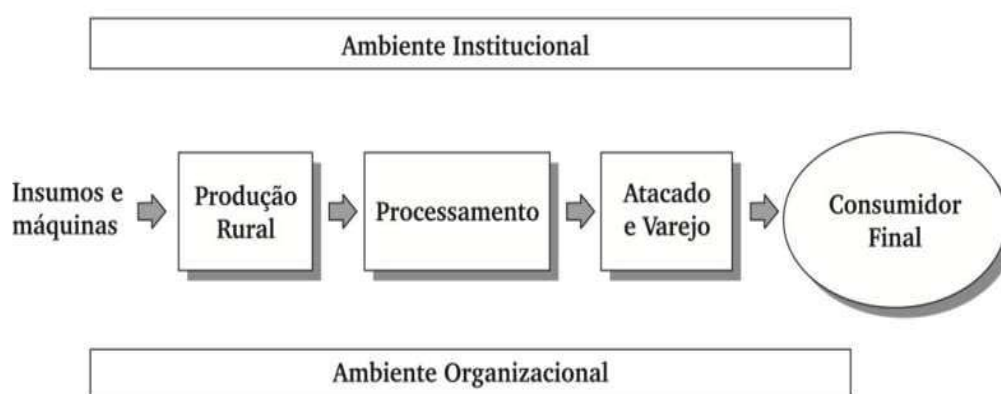 Ambiente Institucional
Insumos e
máquinas
Produção
Rural
Processamento
Atacado
e Varejo
Consumidor
Final
Ambiente Organizacional